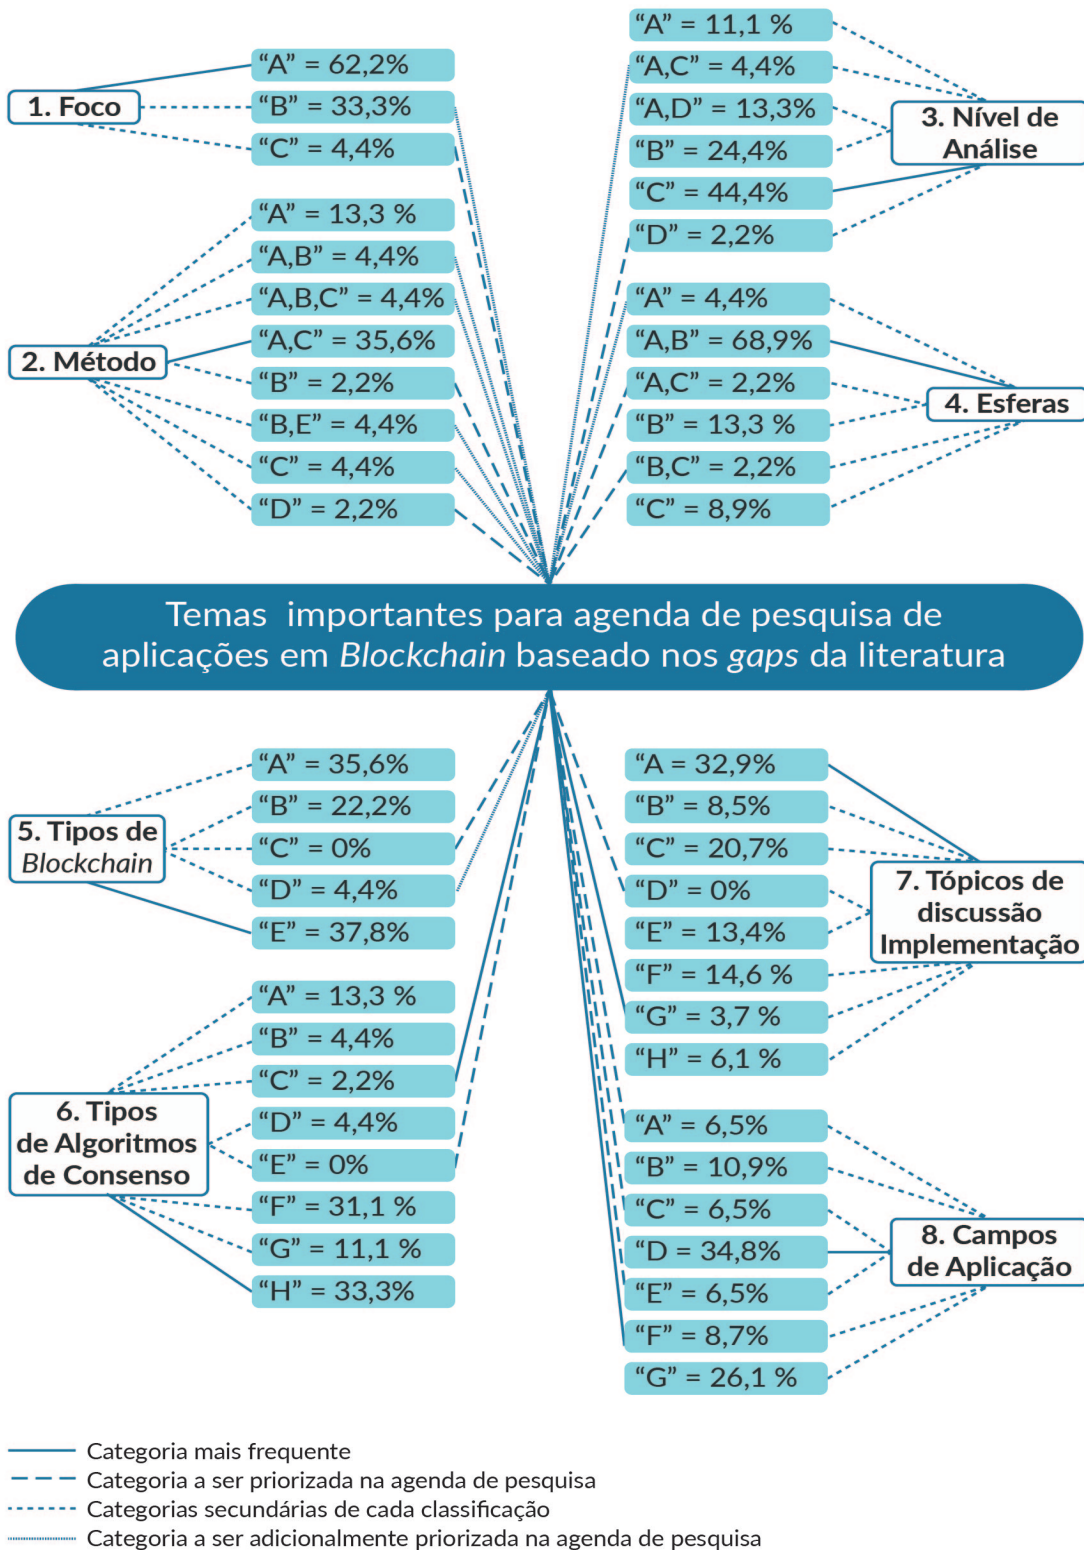 1. Foco
“A” = 62,2%
“B” = 33,3%
“C” = 4,4%
2. Método
“A” = 13,3 %
“A,B” = 4,4%
“A,B,C” = 4,4%
“A,C” = 35,6%
“B” = 2,2%
“B,E” = 4,4%
“C” = 4,4%
“D” = 2,2%
“A” = 11,1 %
“A,C” = 4,4%
“A,D” = 13,3%
“B” = 24,4%
“C” = 44,4%
“D” = 2,2%
3. Nível de
Análise
“A” = 4,4%
“A,B” = 68,9%
“A,C” = 2,2%
“B” = 13,3 %
“B,C” = 2,2%
“C” = 8,9%
4. Esferas
Temas importantes para agenda de pesquisa de
aplicações em Blockchain baseado nos gaps da literatura
5. Tipos de
Blockchain
“A” = 35,6%
“B” = 22,2%
“C” = 0%
“D” = 4,4%
“E” = 37,8%
6. Tipos
de Algoritmos
de Consenso
“A” = 13,3 %
“B” = 4,4%
“C” = 2,2%
“D” = 4,4%
“E” = 0%
“F” = 31,1 %
“G” = 11,1 %
“H” = 33,3%
“A = 32,9%
“B” = 8,5%
“C” = 20,7%
“D” = 0%
“E” = 13,4%
“F” = 14,6 %
“G” = 3,7 %
“H” = 6,1 %
7. Tópicos de
discussão
Implementação
“A” = 6,5%
“B” = 10,9%
“C” = 6,5%
“D = 34,8%
“E” = 6,5%
“F” = 8,7%
“G” = 26,1 %
8. Campos
de Aplicação
Categoria mais frequente
Categoria a ser priorizada na agenda de pesquisa
Categorias secundárias de cada classificação
Categoria a ser adicionalmente priorizada na agenda de pesquisa